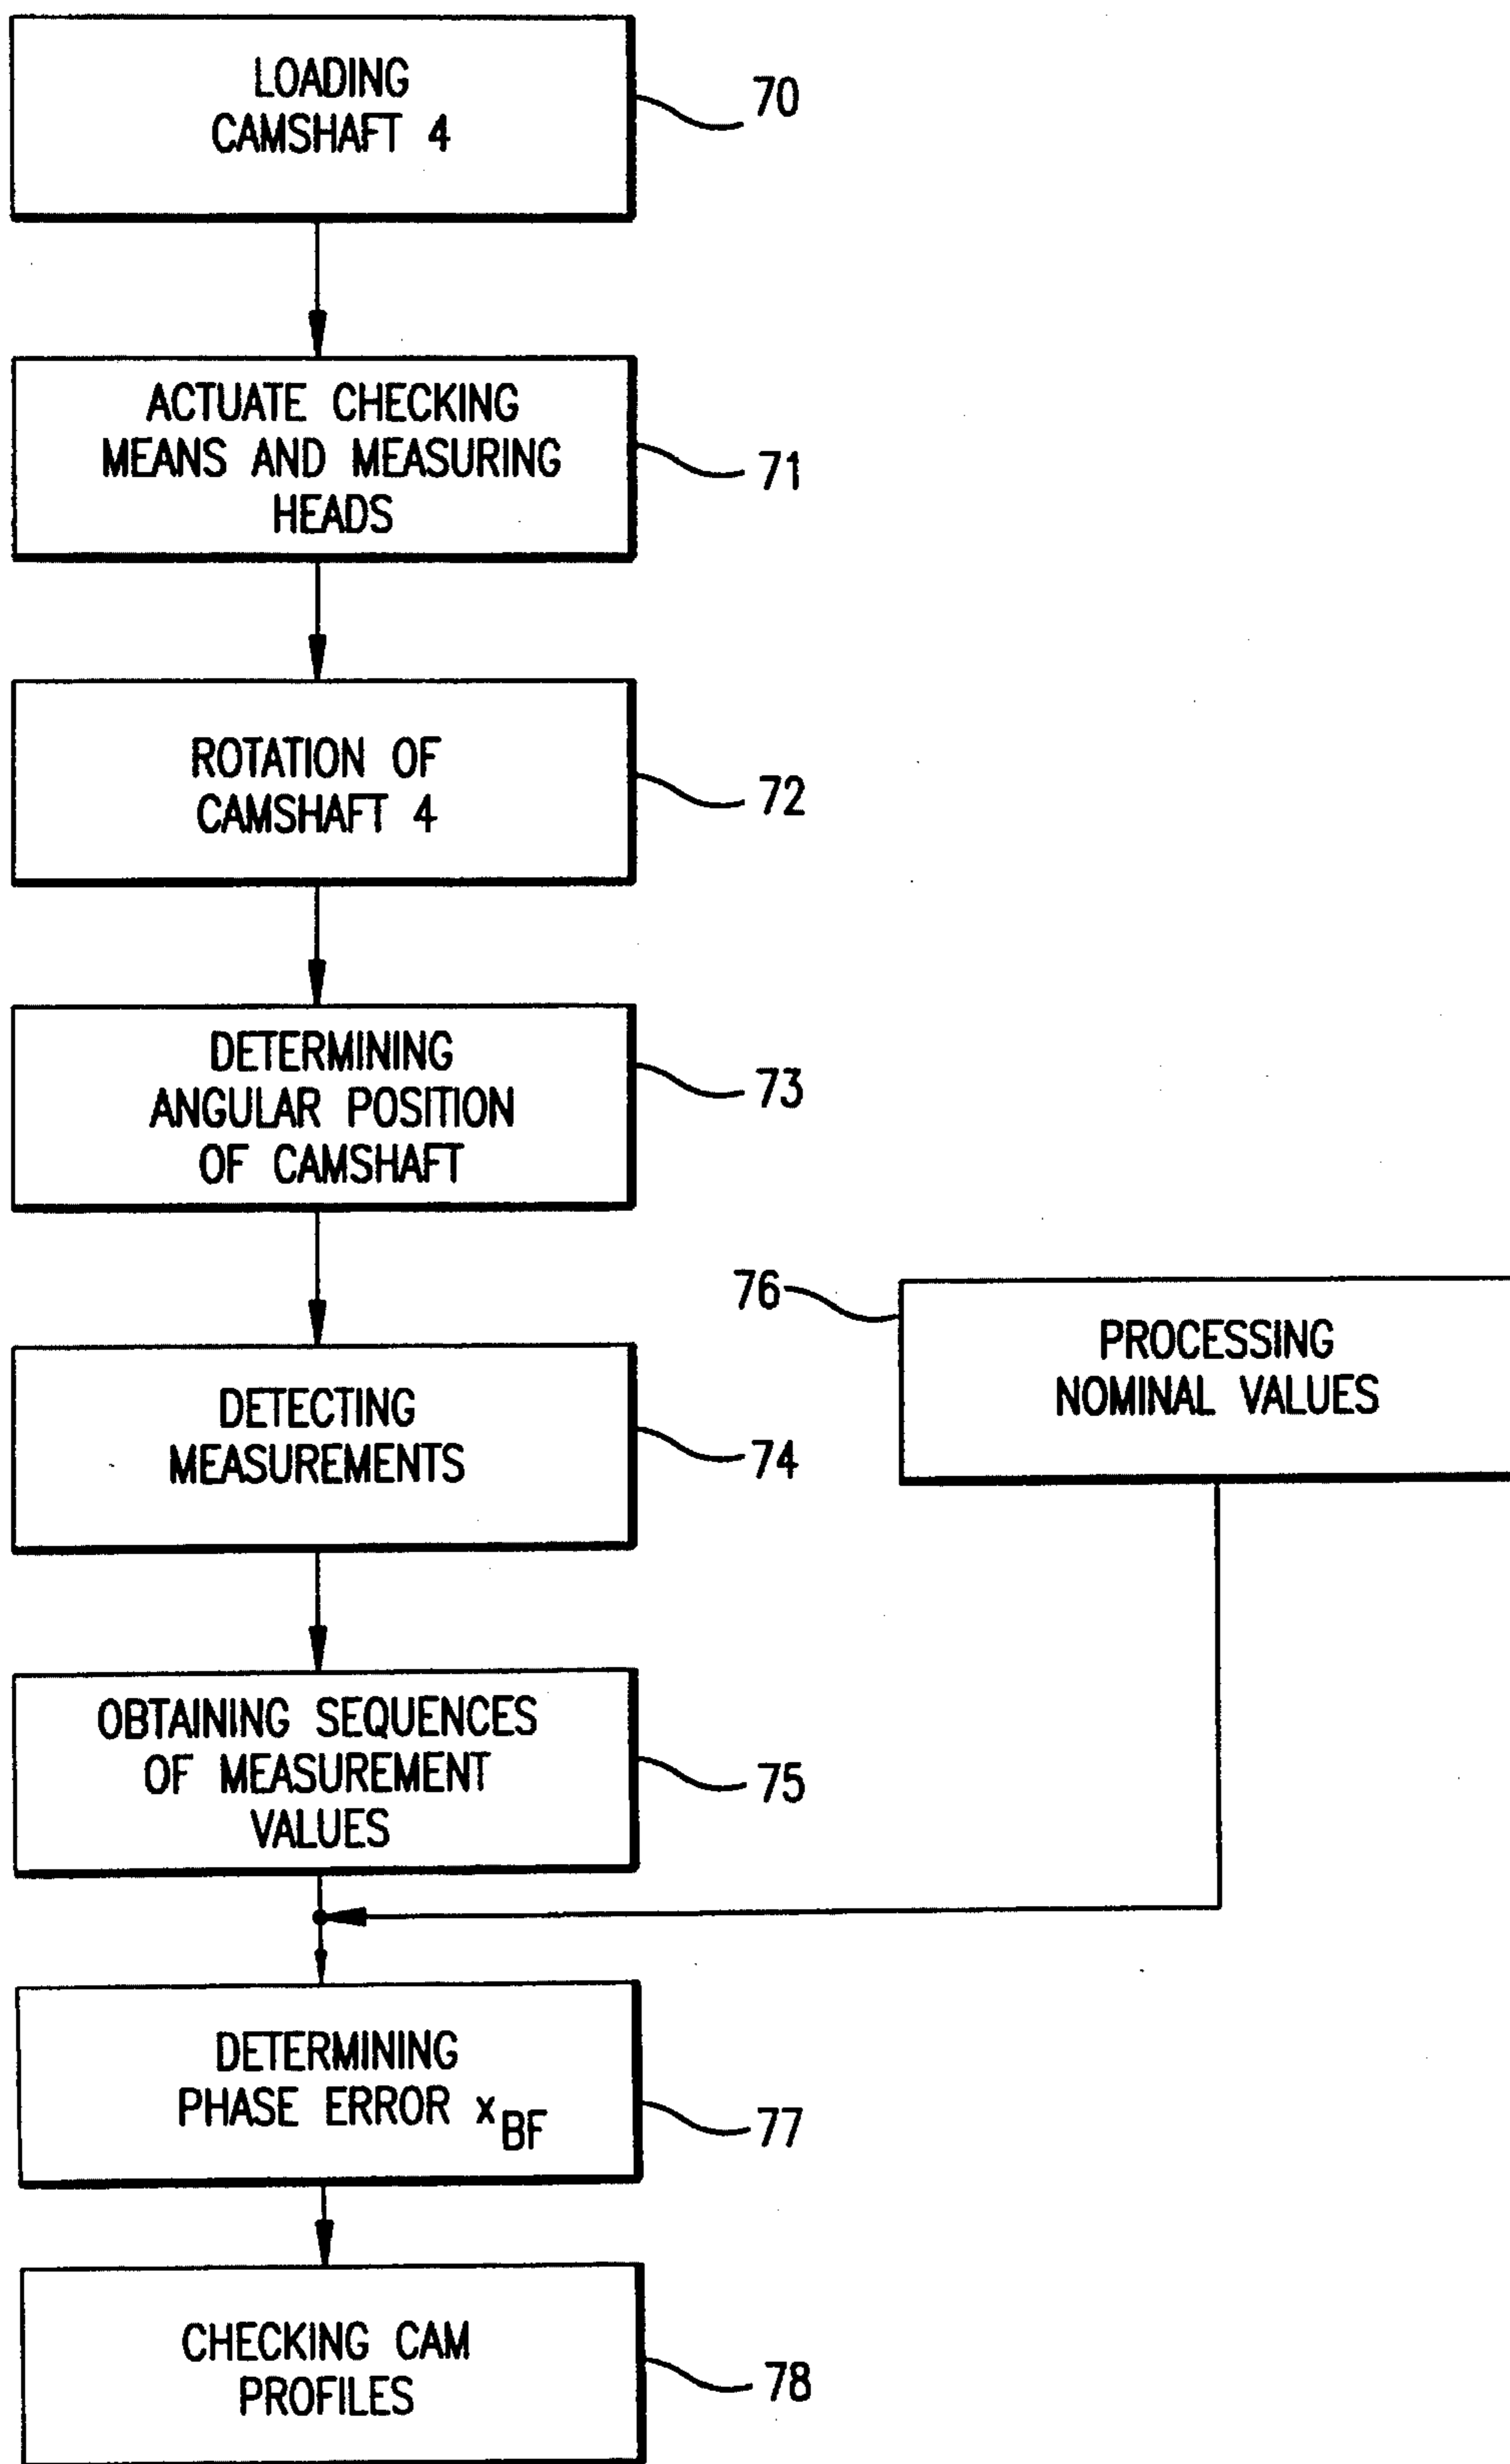 LOADING
CAMSHAFT 4
70
ACTUATE CHECKING
MEANS AND MEASURING
HEADS
71
ROTATION OF
CAMSHAFT 4
72
DETERMINING
ANGULAR POSITION
OF CAMSHAFT
73
DETECTING
MEASUREMENTS
74
76
PROCESSING
NOMINAL VALUES
OBTAINING SEQUENCES
OF MEASUREMENT
VALUES
75
DETERMINING
PHASE ERROR xBF
77
CHECKING CAM
PROFILES
78